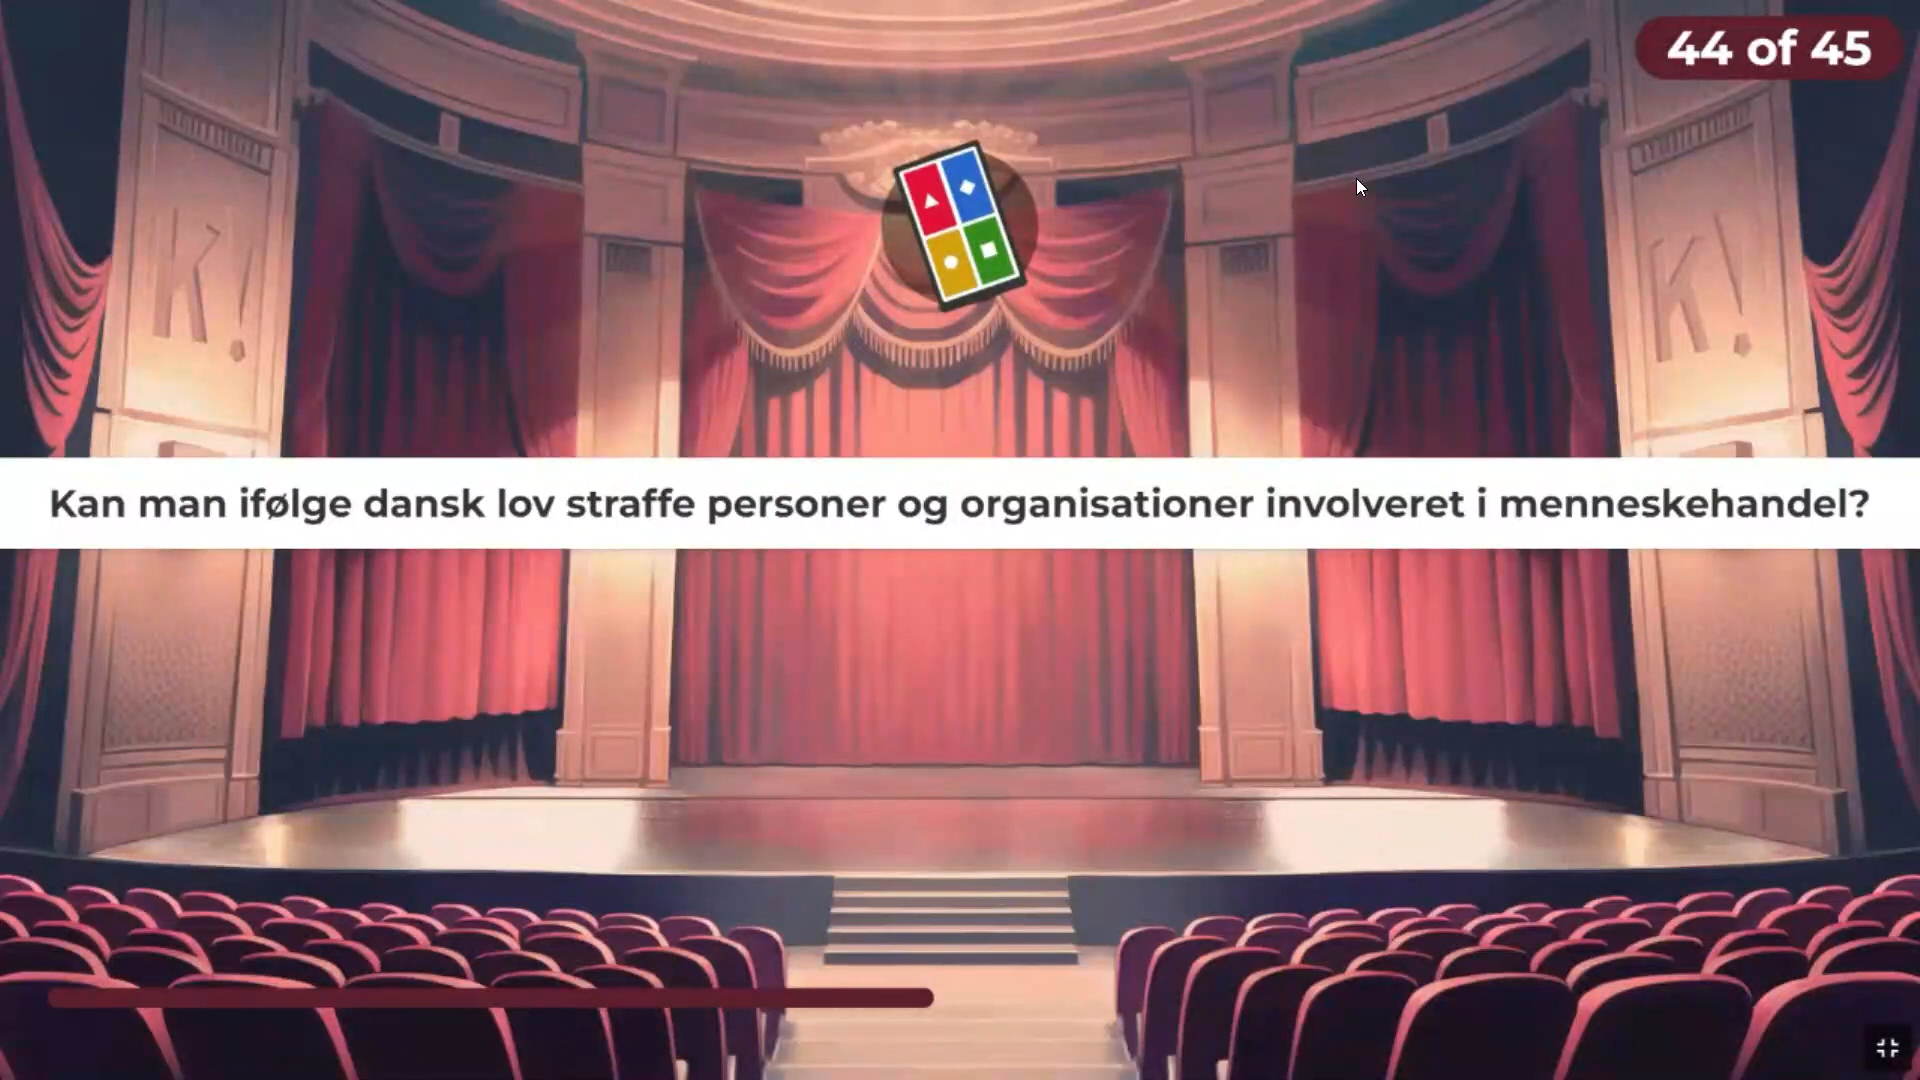 44 of 45
K!
K!
Kan man ifølge dansk lov straffe personer og organisationer involveret i menneskehandel?